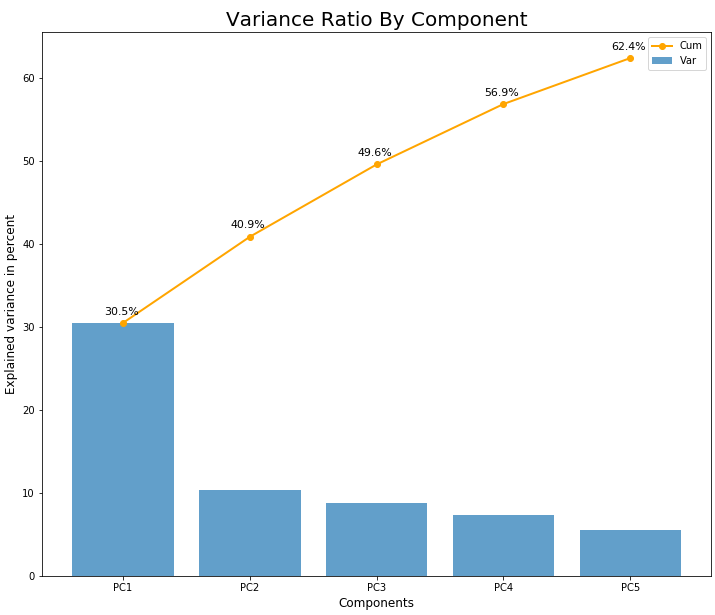 Variance Ratio By Component
62.4%
Cum
Var
56.9%
49.6%
40.9%
30.5%
60
50
40
30
20
10
0
Explained variance in percent
PC1 PC2 PC3 PC4 PC5
Components